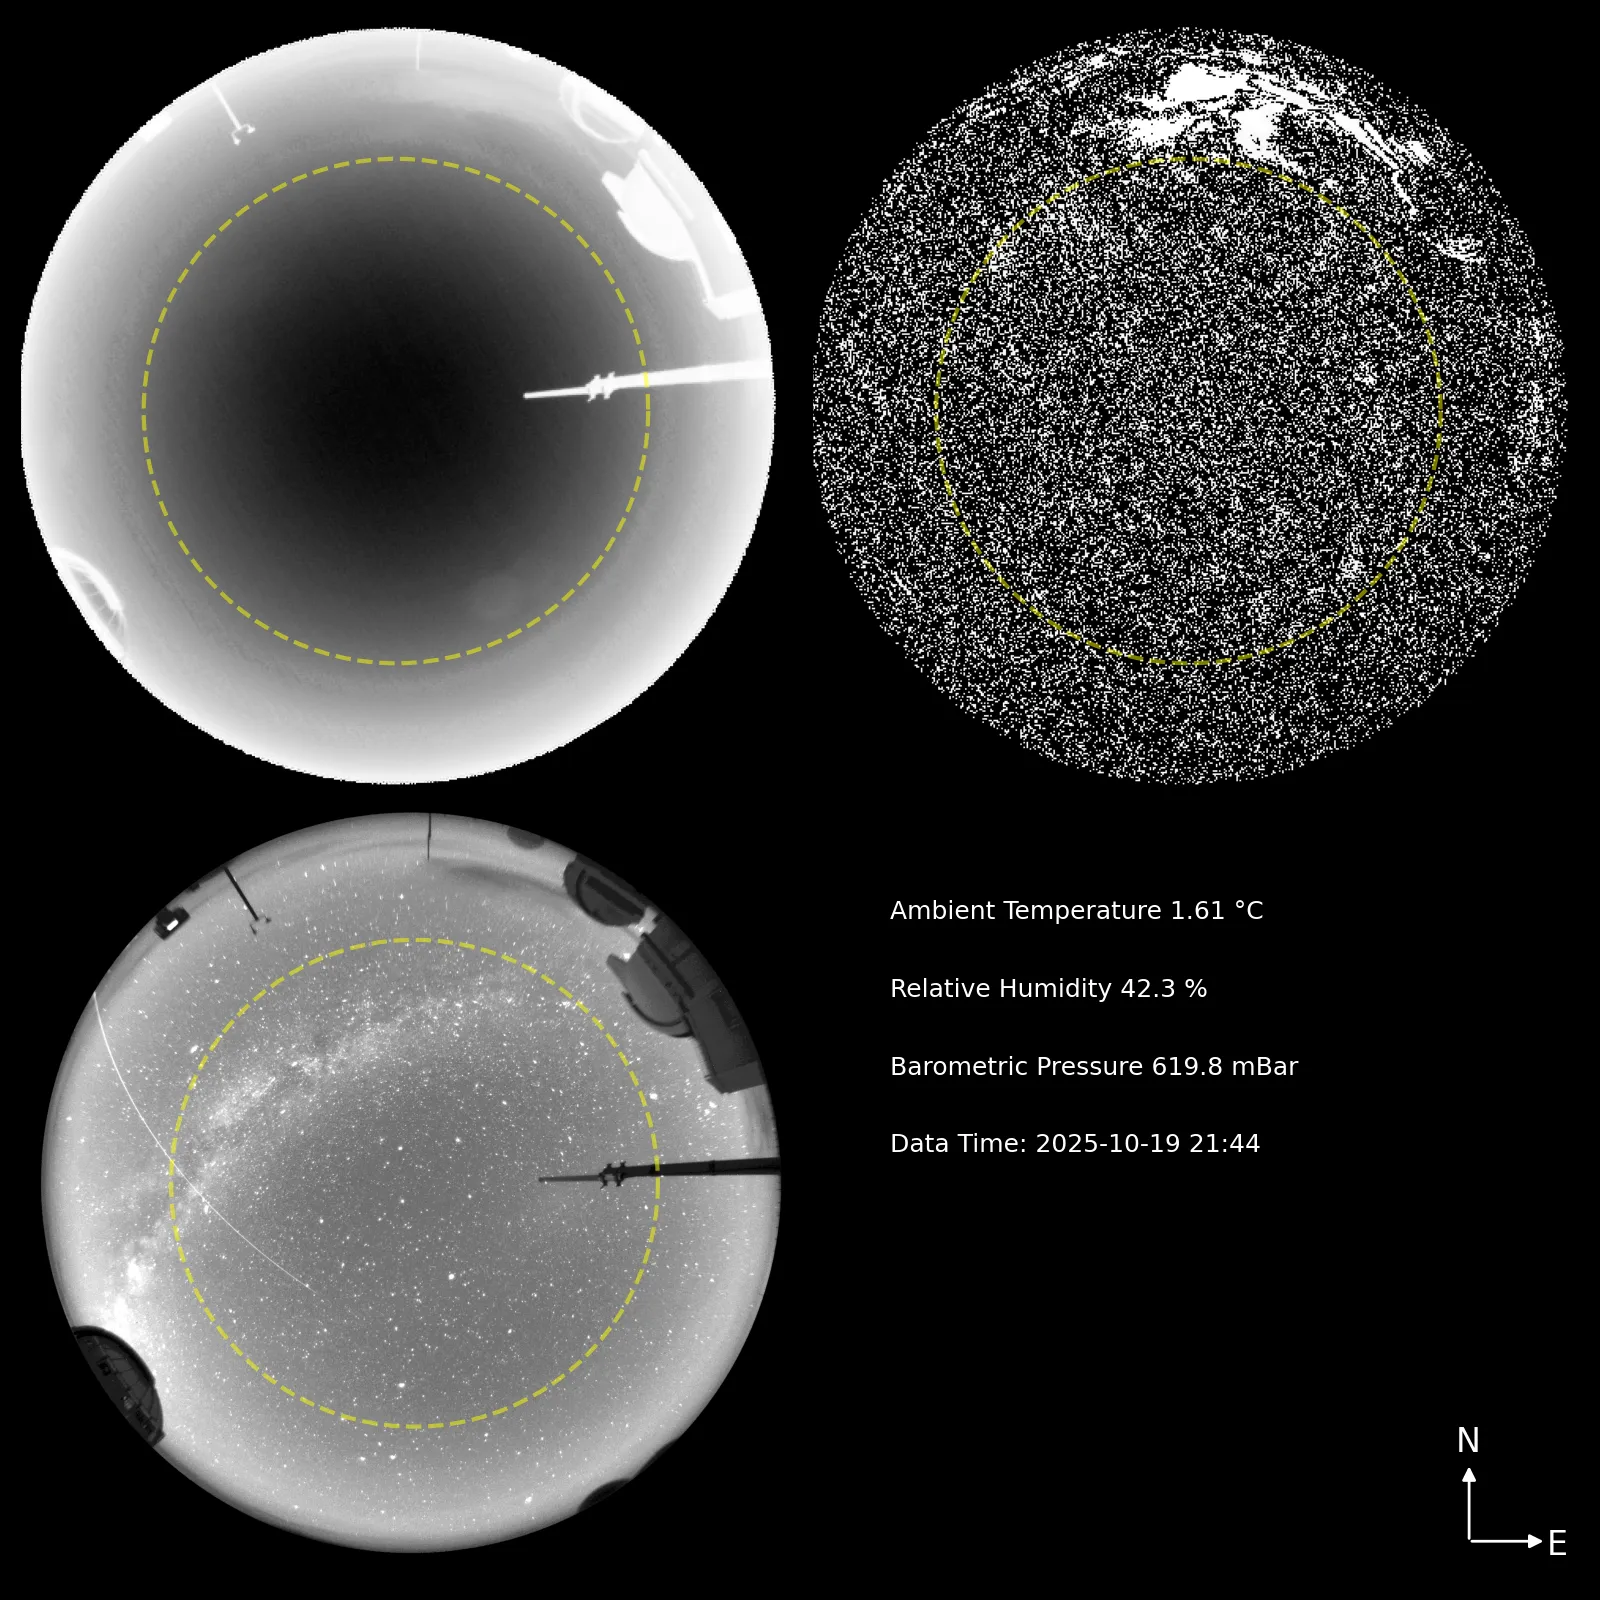 Ambient Temperature 1.61 °C
Relative Humidity 42.3 %
Barometric Pressure 619.8 mBar
Data Time: 2025-10-19 21:44
N
E